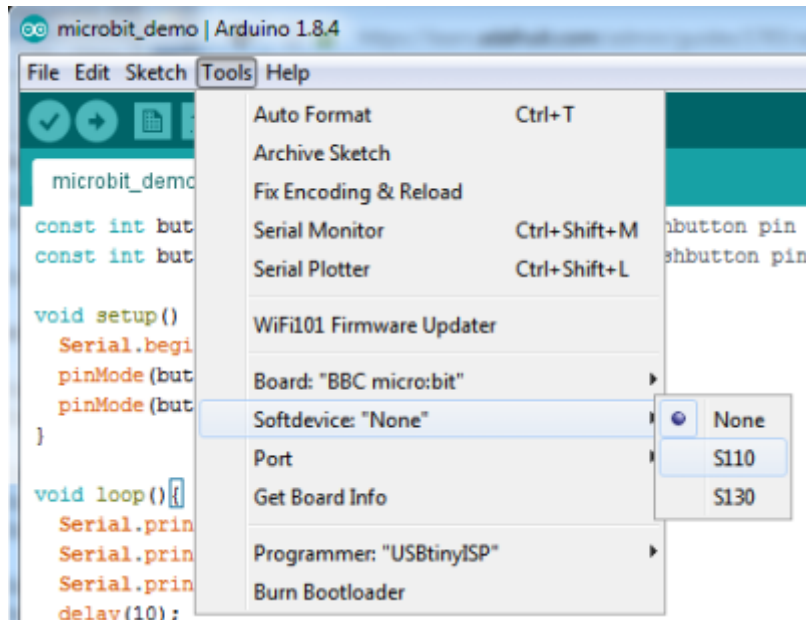 microbit_demo | Arduino 1.8.4
File Edit Sketch Tools Help
Auto Format Ctrl+T
Archive Sketch
Fix Encoding & Reload
Serial Monitor Ctrl+Shift+M
Serial Plotter Ctrl+Shift+L
WiFi101 Firmware Updater
Board: "BBC micro:bit"
Softdevice: "None"
Port
Get Board Info
Programmer: "USBtinyISP"
Burn Bootloader
None
S110
S130
microbit_demo
const int but hbutton pin
const int but shbutton pin
void setup()
Serial.begi
pinMode(but
pinMode(but
}
void loop(){
Serial.prin
Serial.prin
Serial.prin
delay(10);